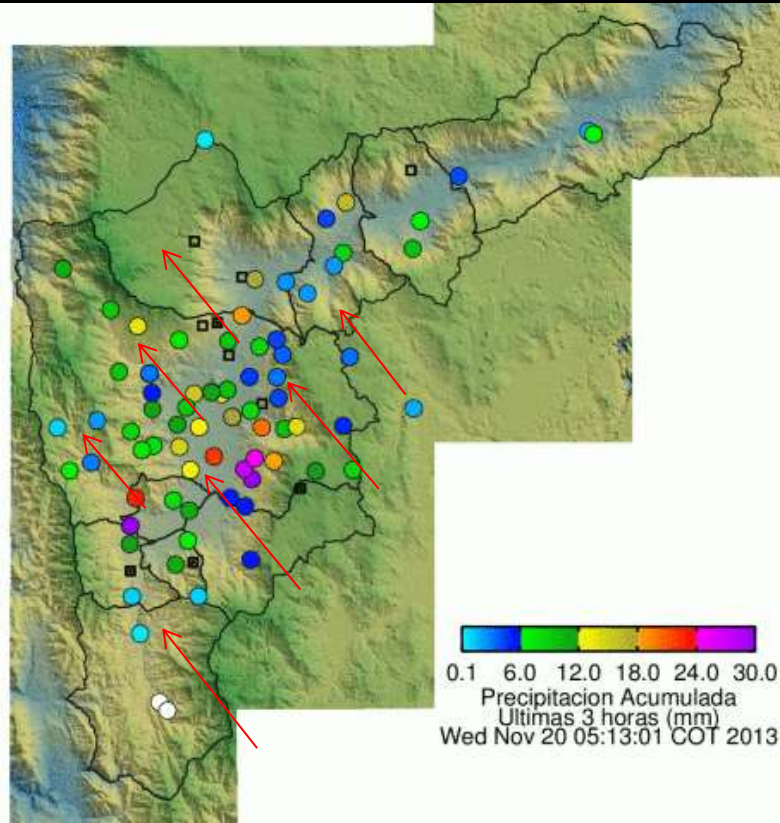 0.1 6.0 12.0 18.0 24.0 30.0
Precipitacion Acumulada
Ultimas 3 horas (mm)
Wed Nov 20 05:13:01 COT 2013